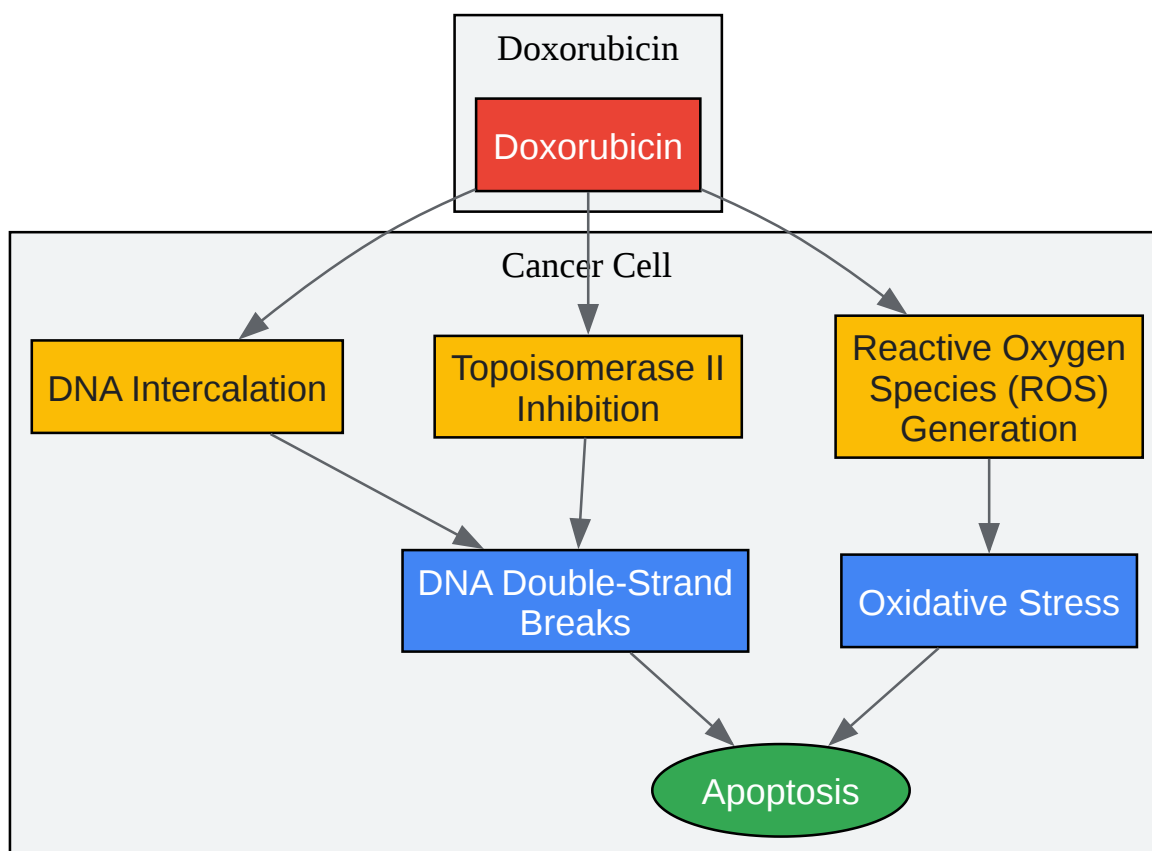 Doxorubicin
Doxorubicin
Cancer Cell
DNA Intercalation
Topoisomerase II
Inhibition
Reactive Oxygen
Species (ROS)
Generation
DNA Double-Strand
Breaks
Oxidative Stress
Apoptosis